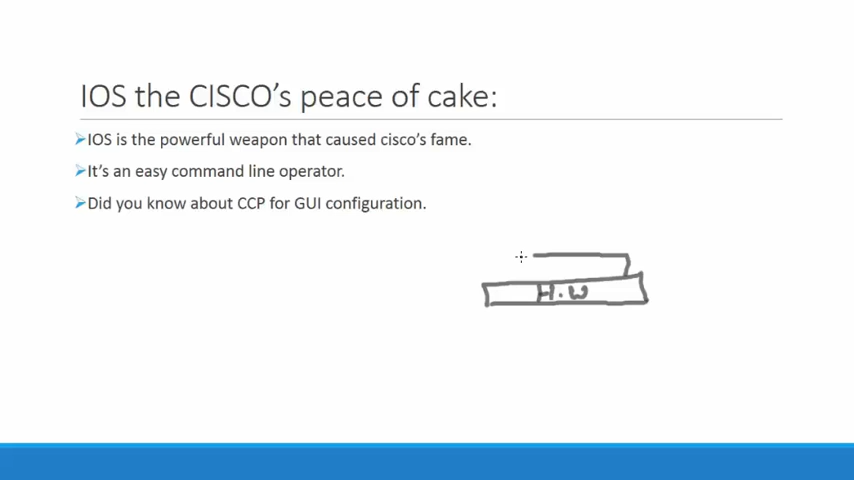 IOS the CISCO's peace of cake:
IOS is the powerful weapon that caused cisco's fame.
It's an easy command line operator.
Did you know about CCP for GUI configuration.
H.W